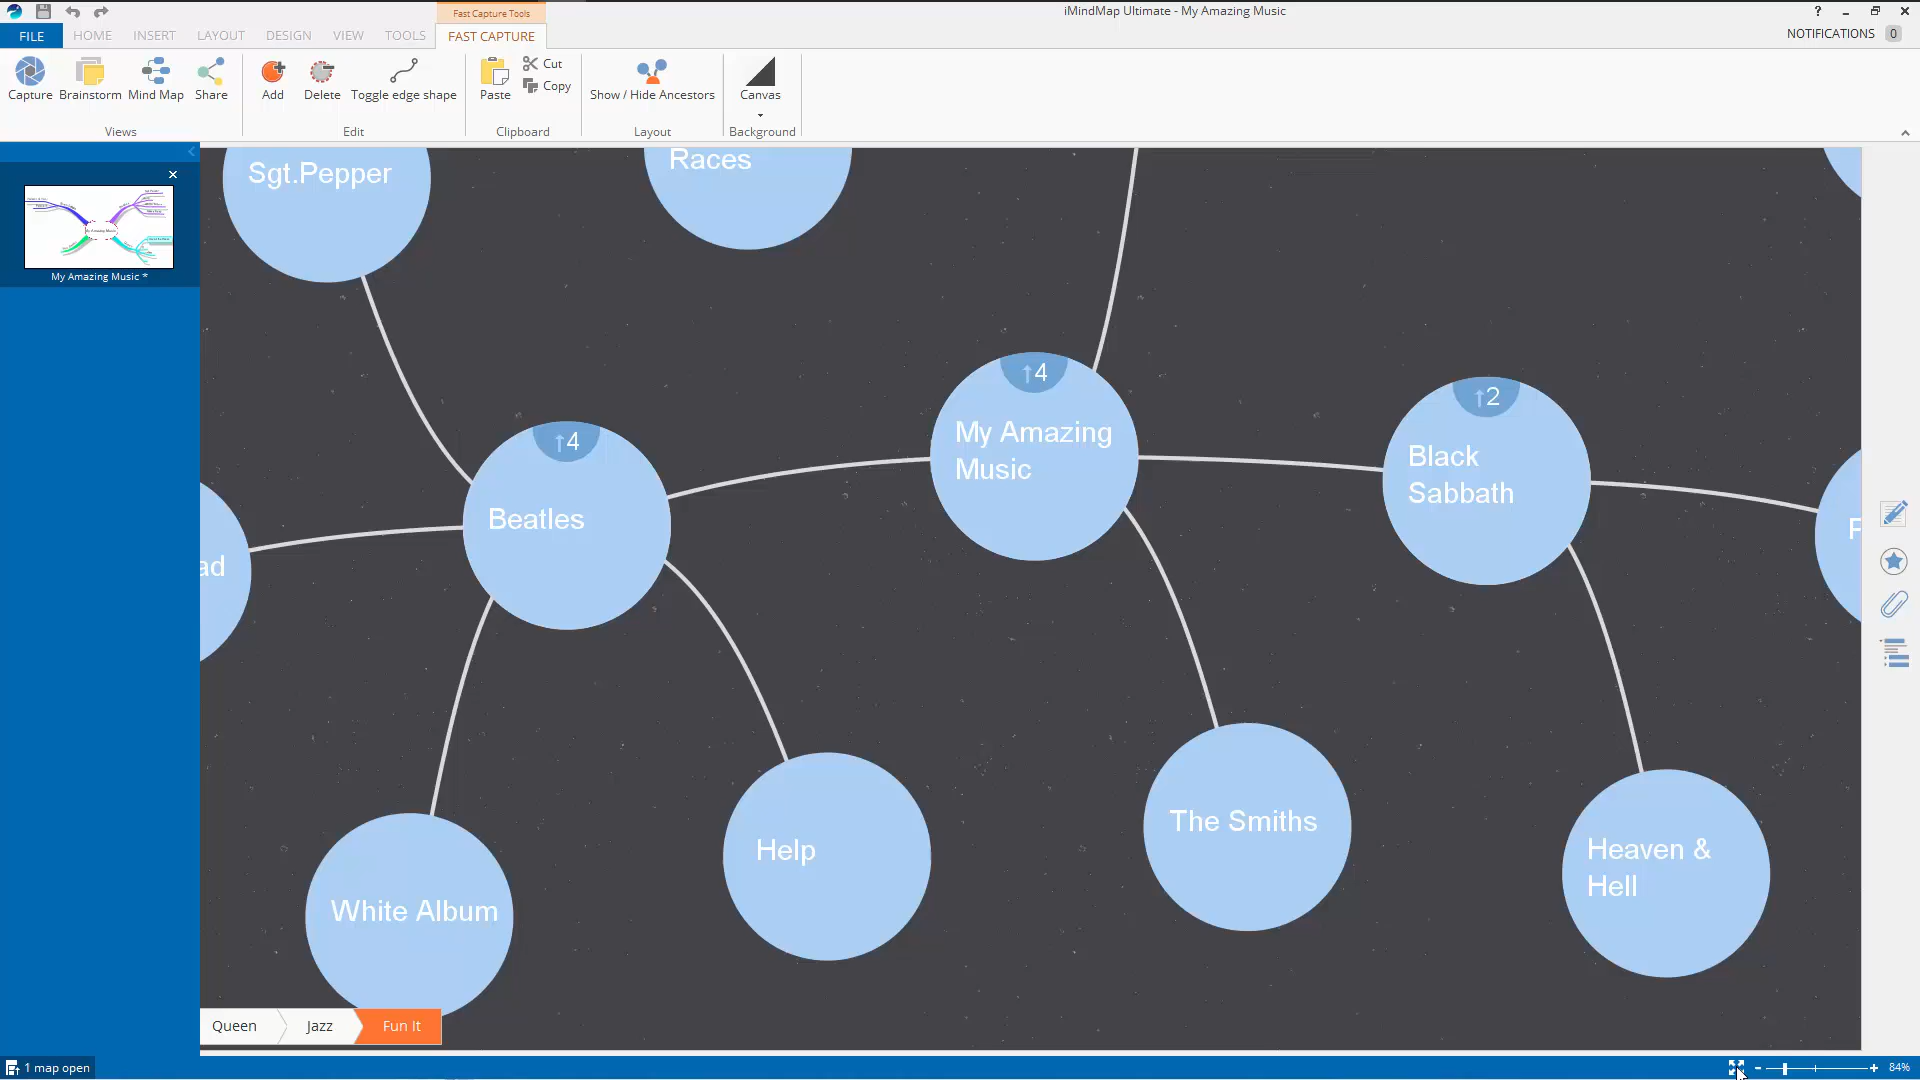 Fast Capture Tools
iMindMap Ultimate - My Amazing Music
?
FILE
HOME
INSERT
LAYOUT
DESIGN
VIEW
TOOLS
FAST CAPTURE
NOTIFICATIONS 0
Capture
Brainstorm
Mind Map
Share
Views
Add
Delete
Toggle edge shape
Edit
Paste
Cut
Copy
Clipboard
Show / Hide Ancestors
Layout
Canvas
Background
My Amazing Music *
Sgt.Pepper
Races
↑4
My Amazing
Music
↑2
Black
Sabbath
↑4
Beatles
ad
The Smiths
Help
Heaven &
Hell
White Album
Queen
Jazz
Fun It
1 map open
84%